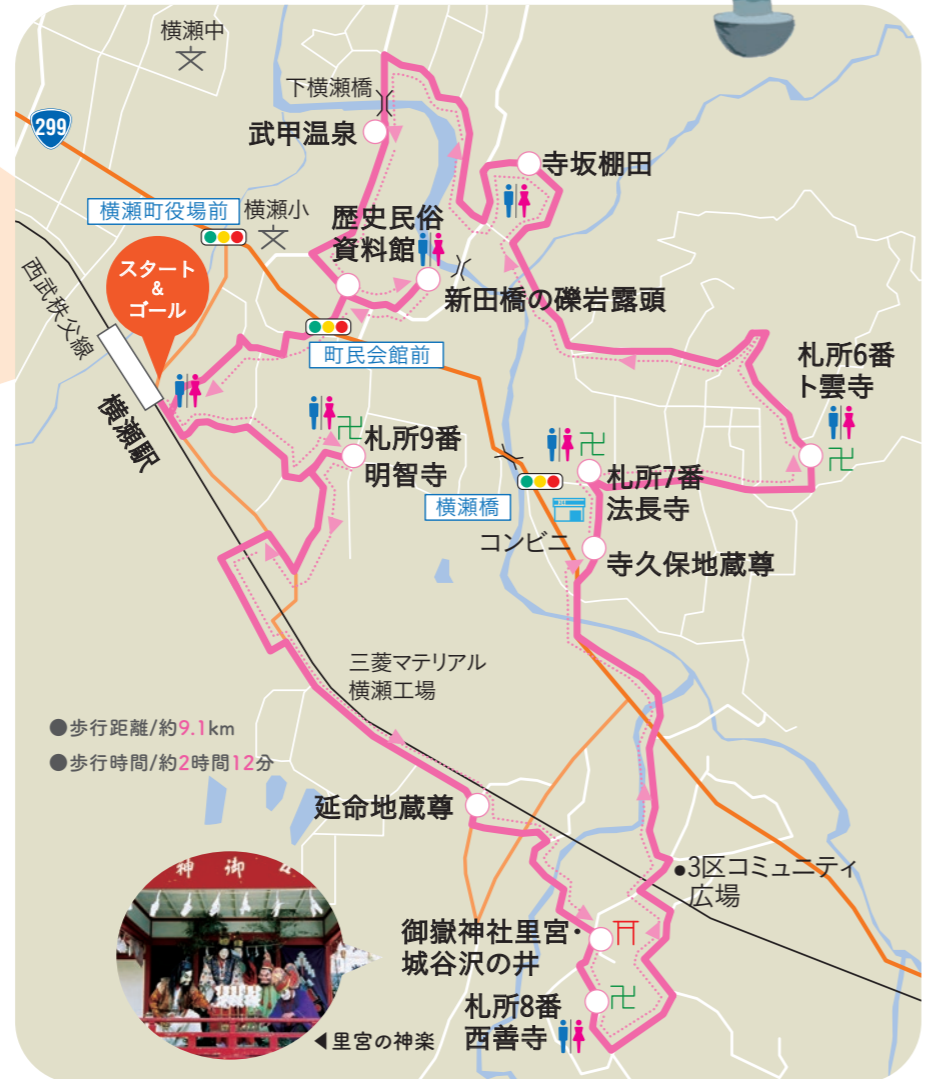 横瀬中
下横瀬橋
武甲温泉
299
寺坂棚田
横瀬町役場前
横瀬小
歴史民俗
資料館
スタート
&
ゴール
西武秩父線
新田橋の礫岩露頭
町民会館前
札所6番
卜雲寺
横瀬駅
札所9番
明智寺
札所7番
法長寺
横瀬橋
コンビニ
寺久保地蔵尊
三菱マテリアル
横瀬工場
●歩行距離/約9.1km
●歩行時間/約2時間12分
延命地蔵尊
●3区コミュニティ
広場
神御
御嶽神社里宮・
城谷沢の井
札所8番
西善寺
◀里宮の神楽